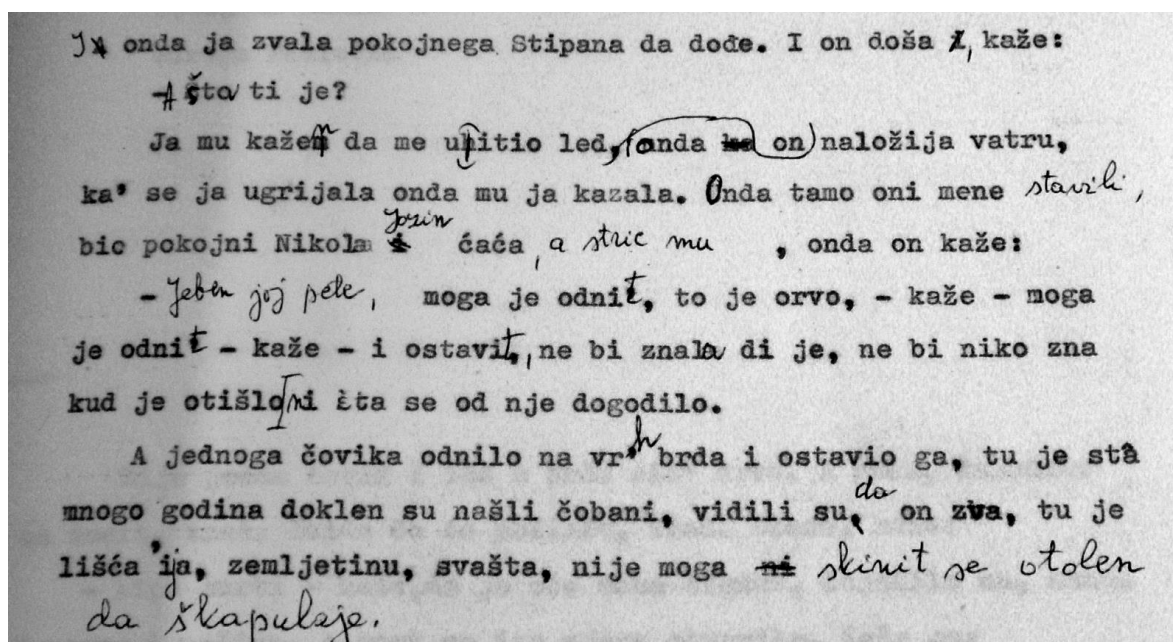 I onda ja zvala pokojnega Stipana da dođe. I on doša, kaže:
- A šta ti je?
Ja mu kažen da me uhitio led, onda on naložija vatru,
ka' se ja ugrijala onda mu ja kazala. Onda tamo oni mene stavili,
bio pokojni Nikola Jozin ćaća, a stric mu , onda on kaže:
- Jeben joj pete, moga je odnit, to je orvo, - kaže - moga
je odnit - kaže - i ostavit, ne bi znala di je, ne bi niko zna
kud je otišlo ni šta se od nje dogodilo.
A jednoga čovika odnilo na vrh brda i ostavio ga, tu je stâ
mnogo godina doklen su našli čobani, vidili su, da on zva, tu je
lišća ija, zemljetinu, svašta, nije moga skinit se otolen
da škapulaje.